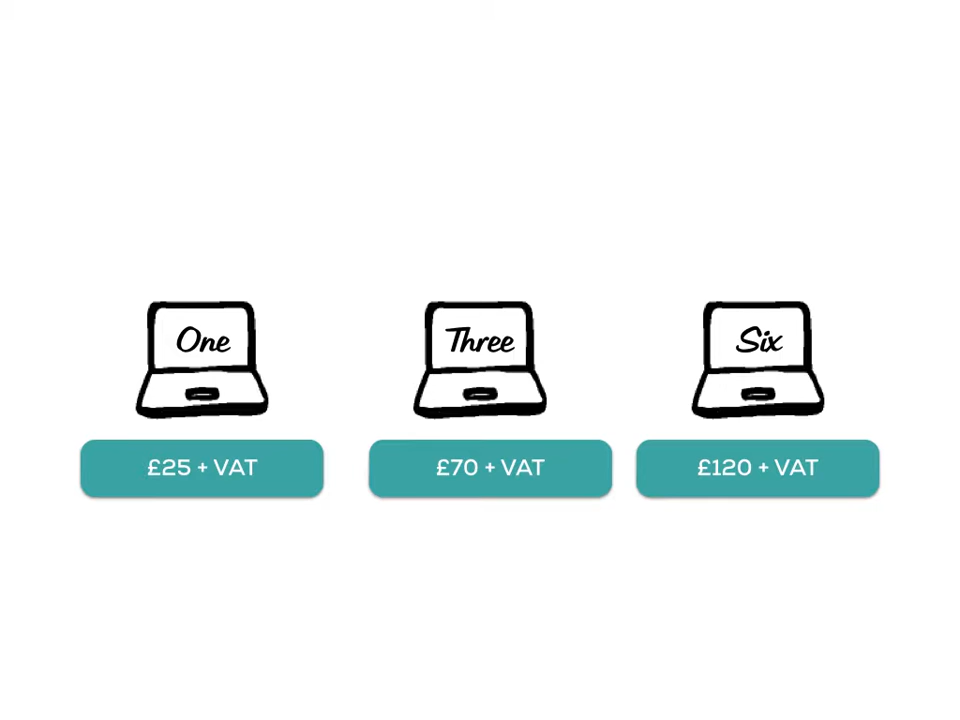 One
Three
Six
£25 + VAT
£70 + VAT
£120 + VAT